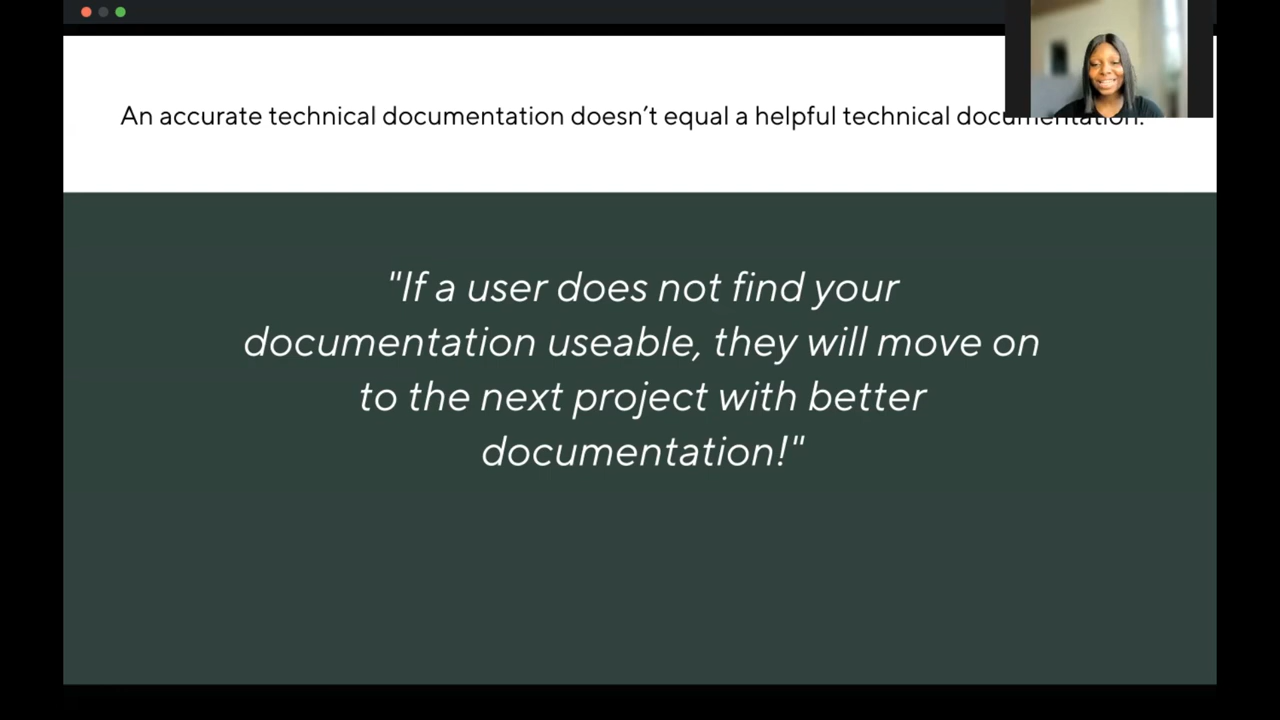 An accurate technical documentation doesn't equal a helpful technical documentation.
"If a user does not find your
documentation useable, they will move on
to the next project with better
documentation!"